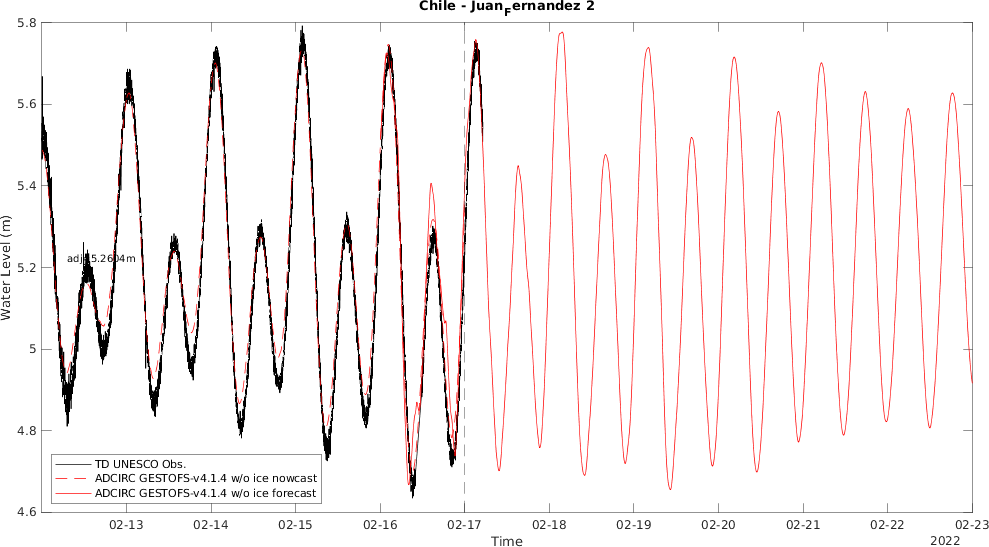 Chile - Juan_Fernandez 2
5.8
5.6
5.4
5.2
5
4.8
4.6
Water Level (m)
adj:5.2604m
TD UNESCO Obs.
ADCIRC GESTOFS-v4.1.4 w/o ice nowcast
ADCIRC GESTOFS-v4.1.4 w/o ice forecast
02-13
02-14
02-15
02-16
02-17
02-18
02-19
02-20
02-21
02-22
02-23
Time
2022